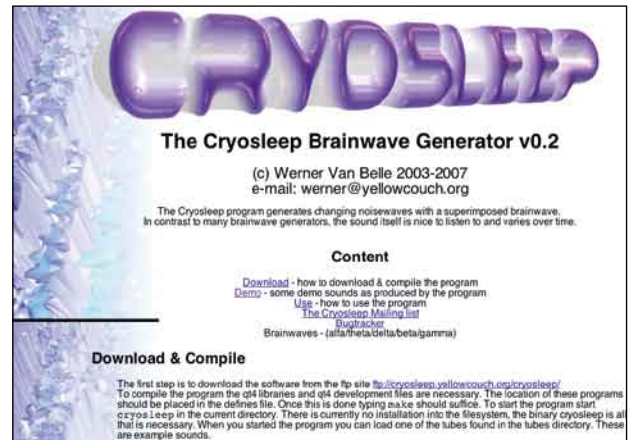 CRYOSLEEP
The Cryosleep Brainwave Generator v0.2
(c) Werner Van Belle 2003-2007
e-mail: werner@yellowcouch.org
The Cryosleep program generates changing noisewaves with a superimposed brainwave.
In contrast to many brainwave generators, the sound itself is nice to listen to and varies over time.
Content
Download - how to download & compile the program
Demo - some demo sounds as produced by the program
Use - how to use the program
The Cryosleep Mailing list
Bugtracker
Brainwaves - (alfa/theta/delta/beta/gamma)
Download & Compile
The first step is to download the software from the ftp site ftp://cryosleep.yellowcouch.org/cryosleep/
To compile the program the qt4 libraries and qt4 development files are necessary. The location of these programs
should be placed in the defines file. Once this is done typing make should suffice. To start the program start
cryosleep in the current directory. There is currently no installation into the filesystem, the binary cryosleep is all
that is necessary. When you started the program you can load one of the tubes found in the tubes directory. These
are example sounds.